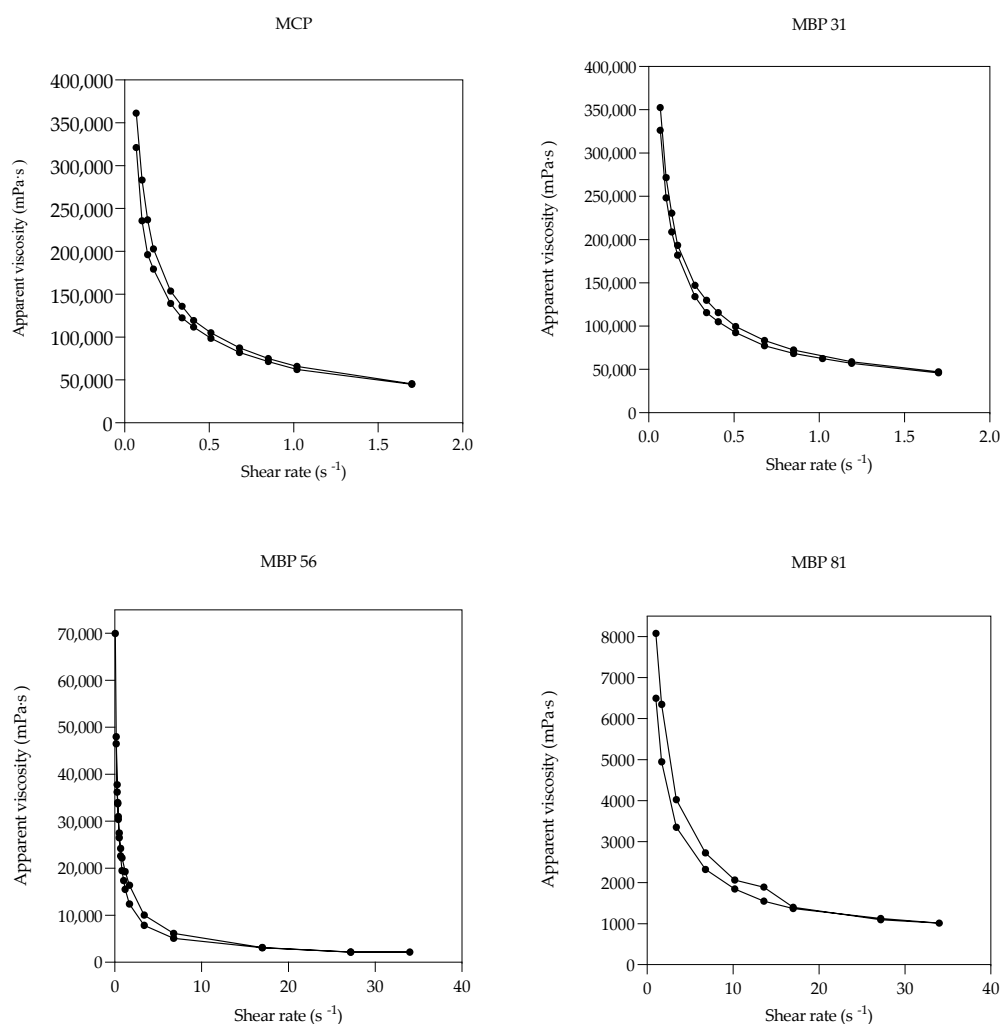 MCP
400,000
350,000
300,000
250,000
200,000
150,000
100,000
50,000
0
0.0 0.5 1.0 1.5 2.0
Shear rate (s -1)
Apparent viscosity (mPa·s)
MBP 31
400,000
350,000
300,000
250,000
200,000
150,000
100,000
50,000
0
0.0 0.5 1.0 1.5 2.0
Shear rate (s -1)
Apparent viscosity (mPa·s)
MBP 56
70,000
60,000
50,000
40,000
30,000
20,000
10,000
0
0 10 20 30 40
Shear rate (s -1)
Apparent viscosity (mPa·s )
MBP 81
8000
7000
6000
5000
4000
3000
2000
1000
0
0 10 20 30 40
Shear rate (s -1)
Apparent viscosity (mPa·s )